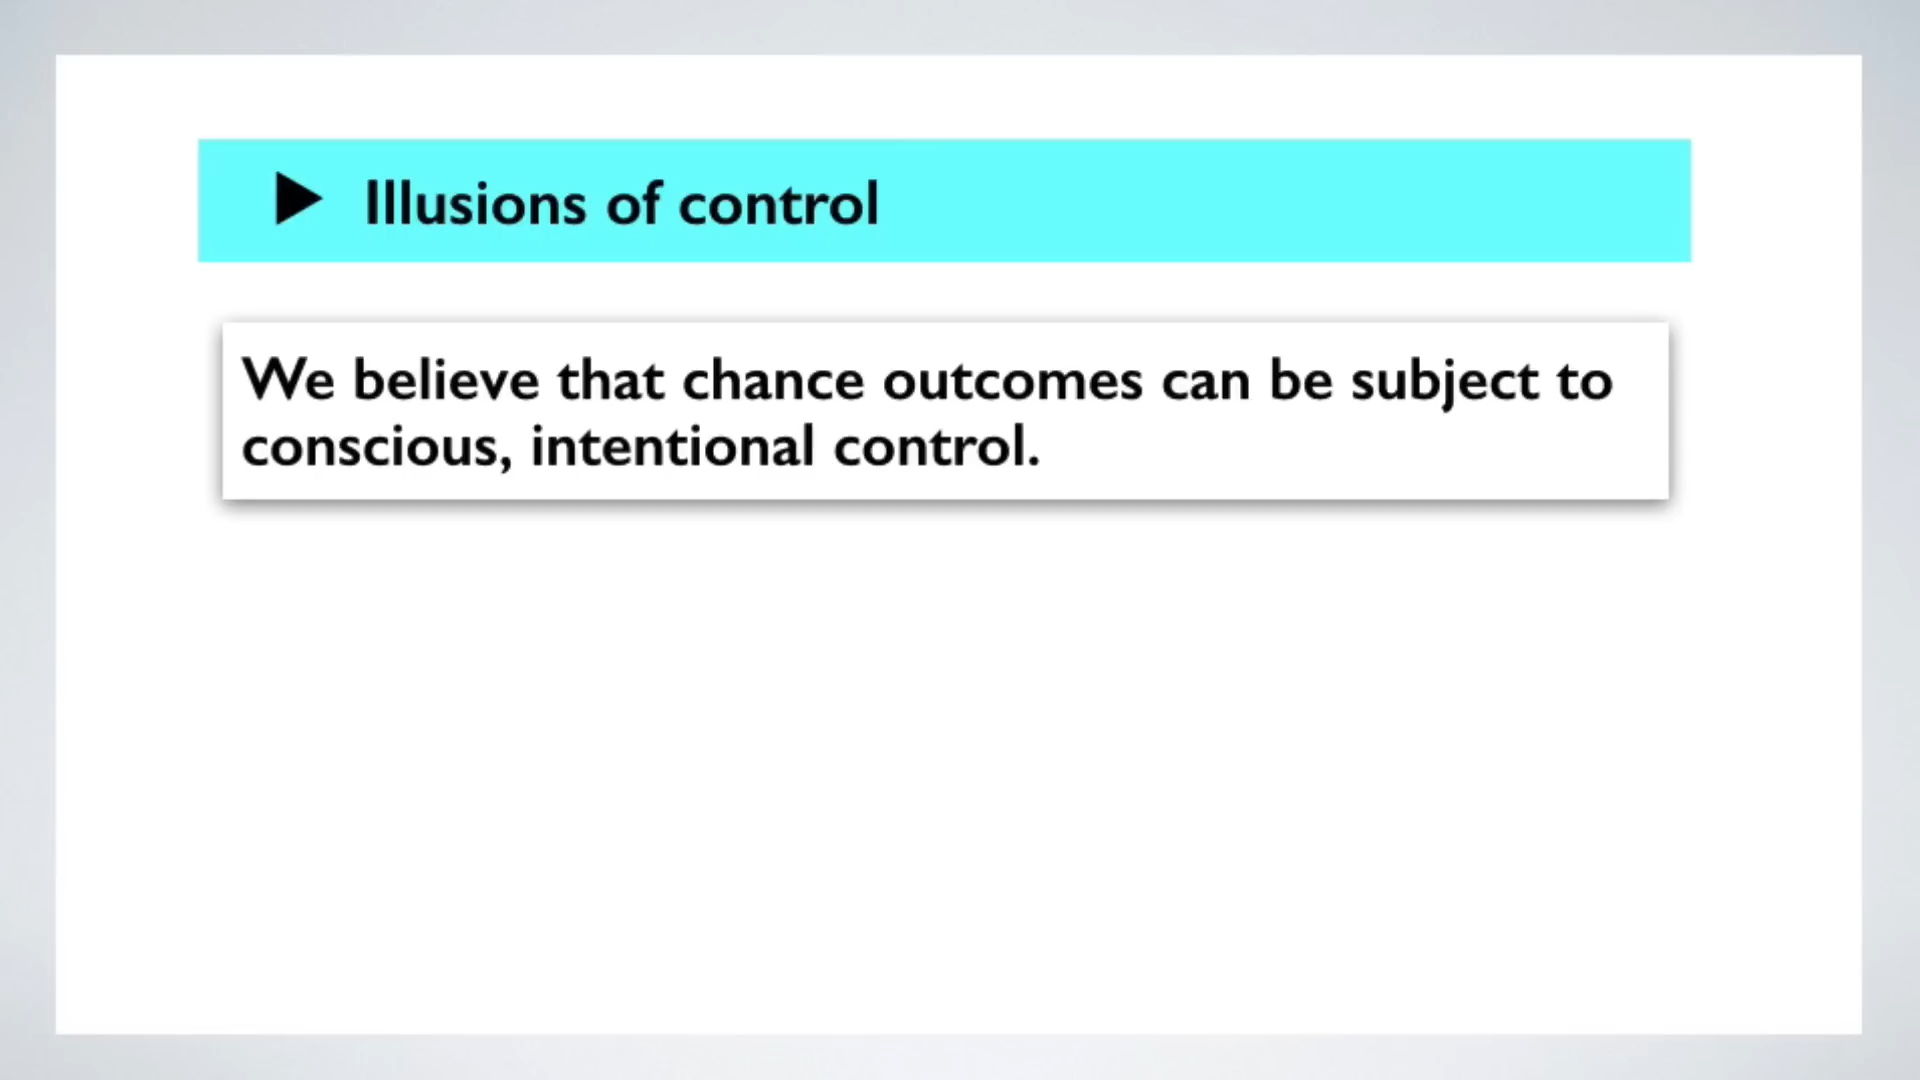 Illusions of control
We believe that chance outcomes can be subject to
conscious, intentional control.